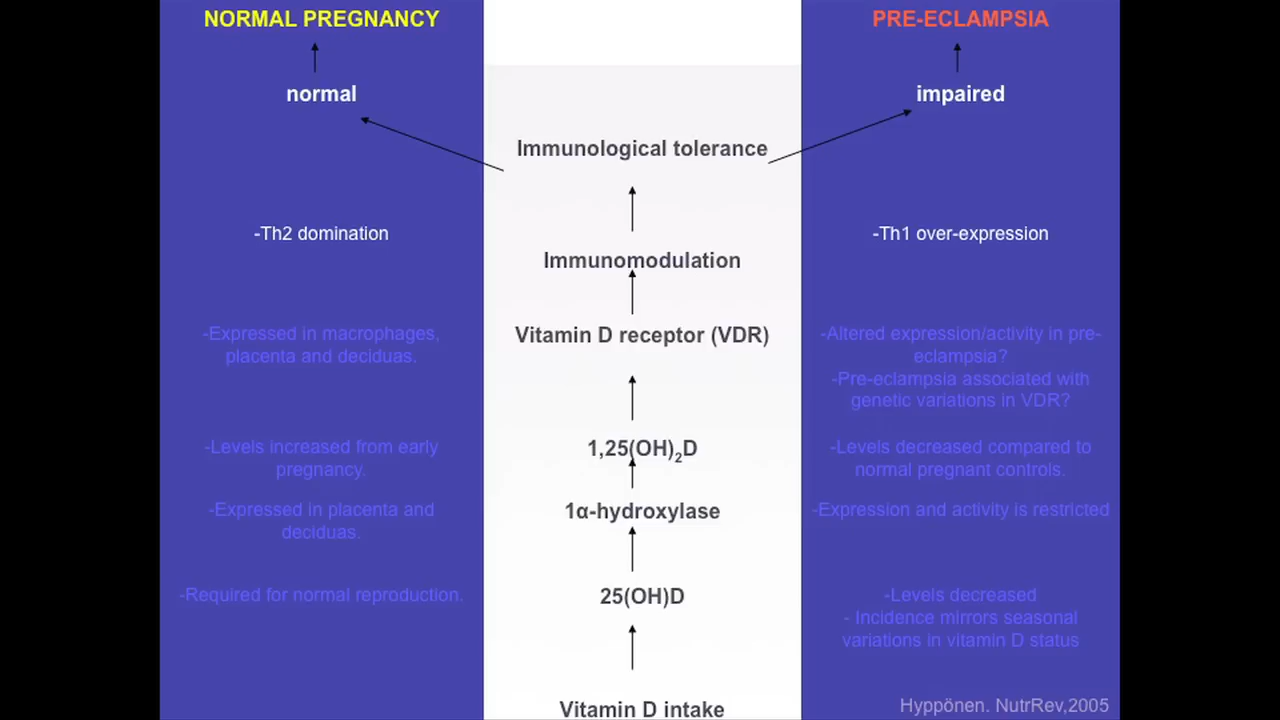 NORMAL PREGNANCY
PRE-ECLAMPSIA
normal
impaired
Immunological tolerance
-Th2 domination
-Th1 over-expression
Immunomodulation
-Expressed in macrophages,
placenta and deciduas.
Vitamin D receptor (VDR)
-Altered expression/activity in pre-
eclampsia?
-Pre-eclampsia associated with
genetic variations in VDR?
-Levels increased from early
pregnancy.
1,25(OH)₂D
-Levels decreased compared to
normal pregnant controls.
-Expressed in placenta and
deciduas.
1α-hydroxylase
-Expression and activity is restricted
-Required for normal reproduction.
25(OH)D
-Levels decreased
- Incidence mirrors seasonal
variations in vitamin D status
Vitamin D intake
Hyppönen. NutrRev,2005